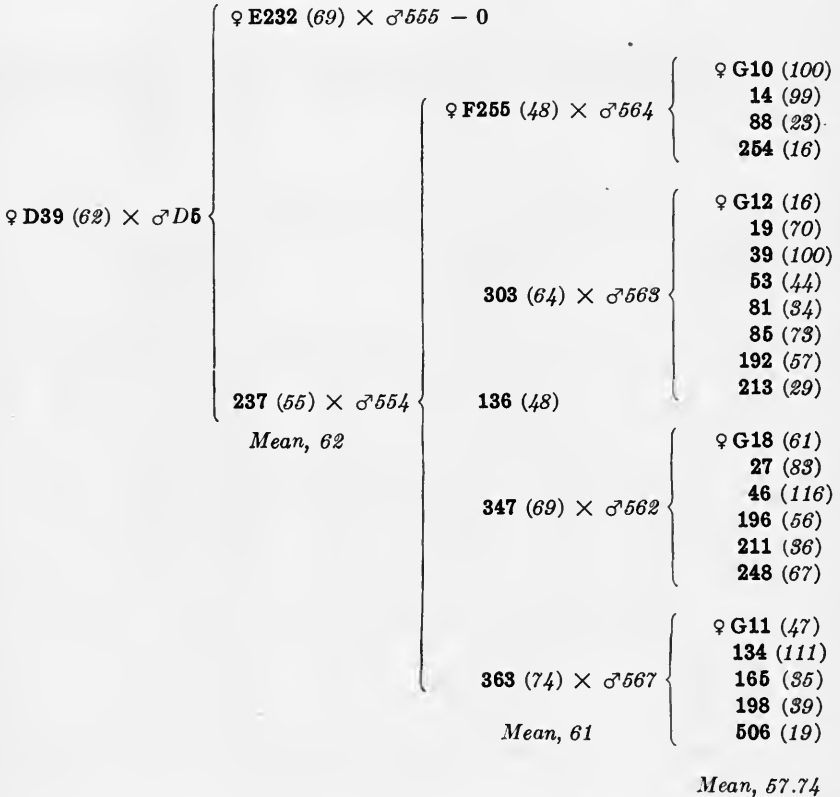 ♀ E232 (69) × ♂555 – 0
♀ G10 (100)
♀ F255 (48) × ♂564
14 (99)
88 (23)
254 (16)
♀ D39 (62) × ♂D5
♀ G12 (16)
19 (70)
39 (100)
303 (64) × ♂563
53 (44)
81 (34)
85 (73)
192 (57)
213 (29)
237 (55) × ♂554
136 (48)
Mean, 62
♀ G18 (61)
27 (83)
46 (116)
347 (69) × ♂562
196 (56)
211 (36)
248 (67)
♀ G11 (47)
134 (111)
363 (74) × ♂567
165 (35)
198 (39)
Mean, 61
506 (19)
Mean, 57.74